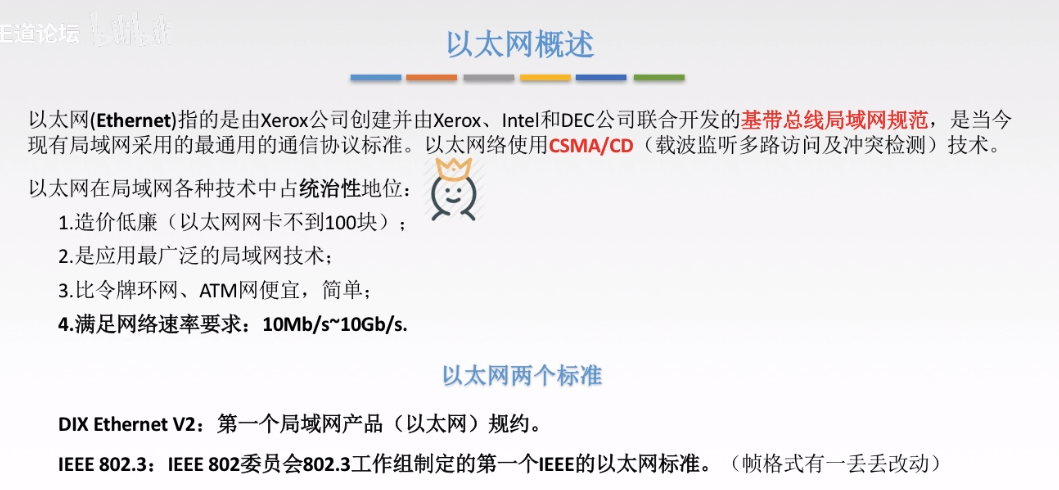 王道论坛 bilibili
以太网概述
以太网(Ethernet)指的是由Xerox公司创建并由Xerox、Intel和DEC公司联合开发的基带总线局域网规范，是当今
现有局域网采用的最通用的通信协议标准。以太网络使用CSMA/CD（载波监听多路访问及冲突检测）技术。
以太网在局域网各种技术中占统治性地位：
1.造价低廉（以太网网卡不到100块）；
2.是应用最广泛的局域网技术；
3.比令牌环网、ATM网便宜，简单；
4.满足网络速率要求：10Mb/s~10Gb/s.
以太网两个标准
DIX Ethernet V2：第一个局域网产品（以太网）规约。
IEEE 802.3：IEEE 802委员会802.3工作组制定的第一个IEEE的以太网标准。（帧格式有一丢丢改动）